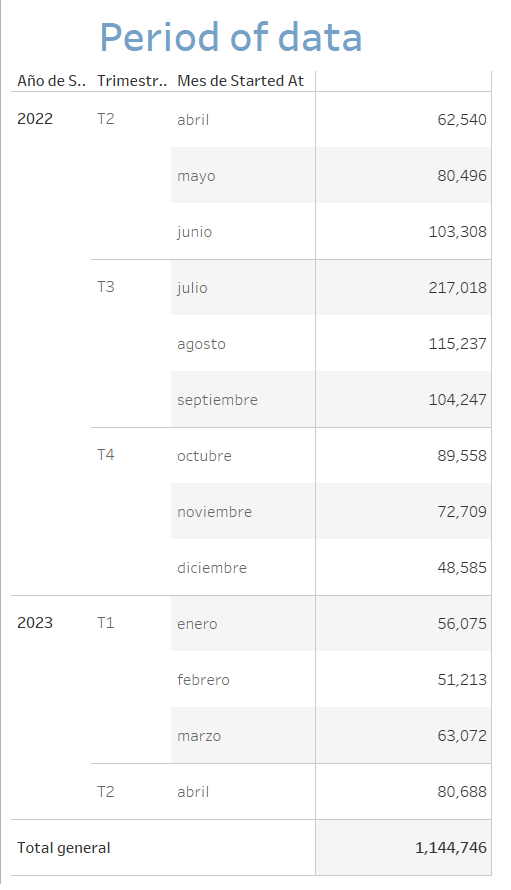 Period of data
Año de S.. Trimestr.. Mes de Started At
2022 T2 abril 62,540
mayo 80,496
junio 103,308
T3 julio 217,018
agosto 115,237
septiembre 104,247
T4 octubre 89,558
noviembre 72,709
diciembre 48,585
2023 T1 enero 56,075
febrero 51,213
marzo 63,072
T2 abril 80,688
Total general 1,144,746